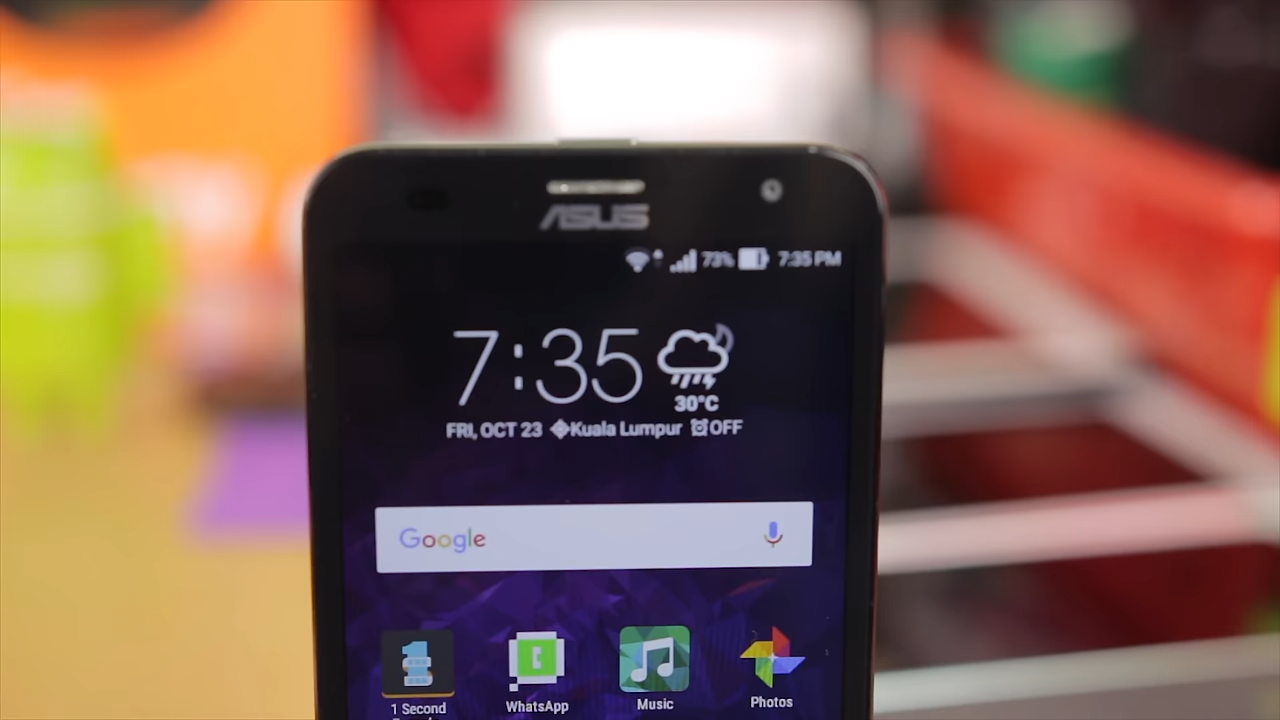 ASUS
73% 7:35 PM
7:35
30°C
FRI, OCT 23 Kuala Lumpur OFF
Google
1 Second WhatsApp Music Photos